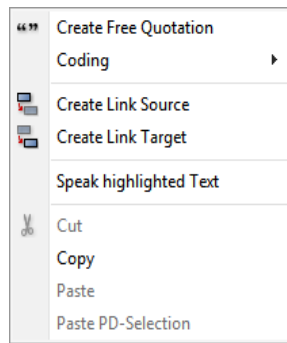 Create Free Quotation
Coding
Create Link Source
Create Link Target
Speak highlighted Text
Cut
Copy
Paste
Paste PD-Selection